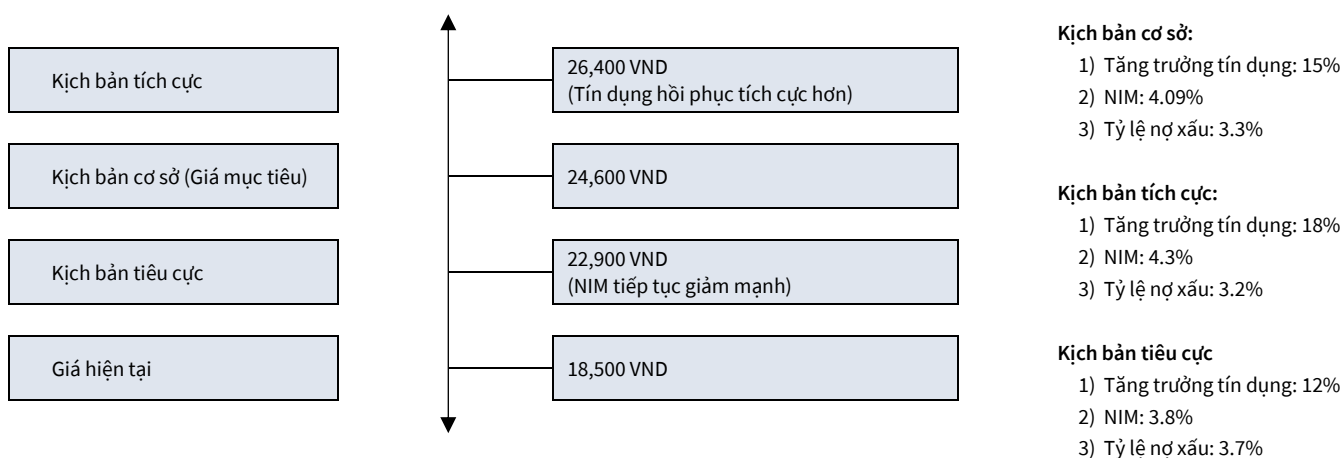 Kịch bản tích cực
26,400 VND
(Tín dụng hồi phục tích cực hơn)
Kịch bản cơ sở (Giá mục tiêu)
24,600 VND
Kịch bản tiêu cực
22,900 VND
(NIM tiếp tục giảm mạnh)
Giá hiện tại
18,500 VND
Kịch bản cơ sở:
1) Tăng trưởng tín dụng: 15%
2) NIM: 4.09%
3) Tỷ lệ nợ xấu: 3.3%
Kịch bản tích cực:
1) Tăng trưởng tín dụng: 18%
2) NIM: 4.3%
3) Tỷ lệ nợ xấu: 3.2%
Kịch bản tiêu cực
1) Tăng trưởng tín dụng: 12%
2) NIM: 3.8%
3) Tỷ lệ nợ xấu: 3.7%